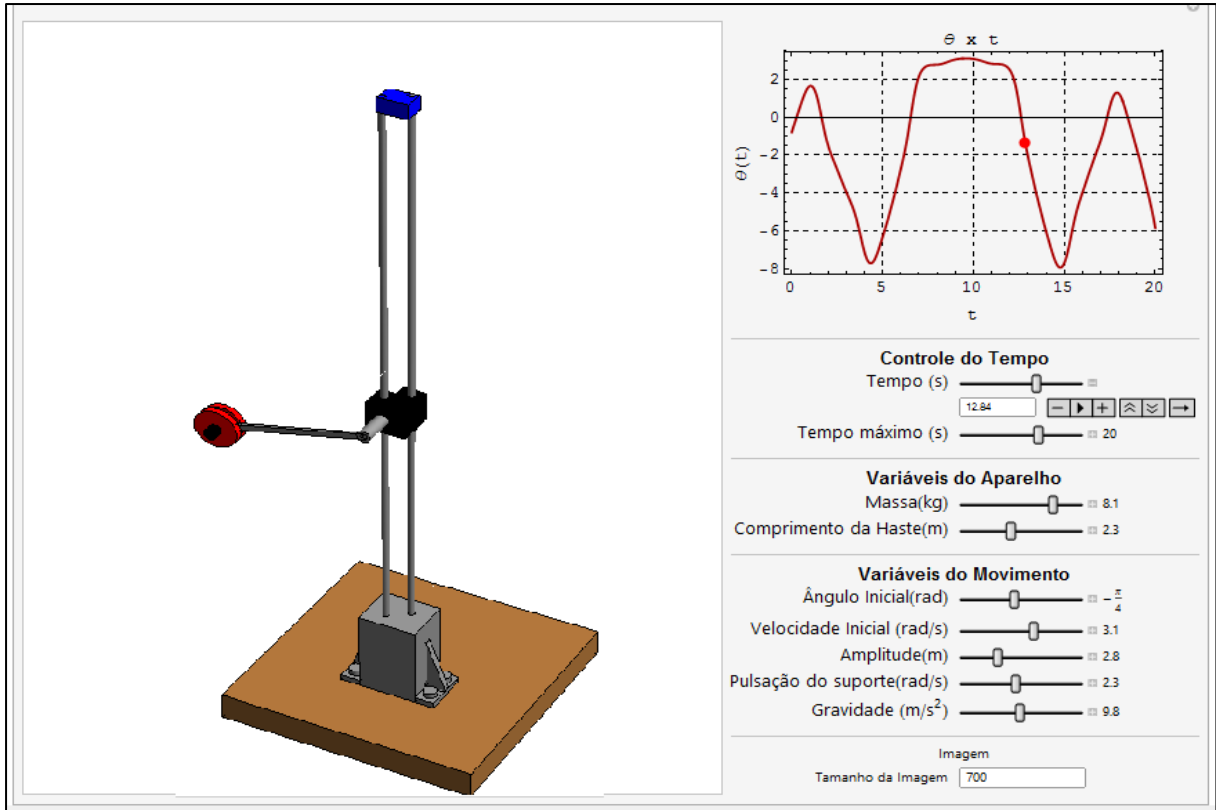 θ x t
2
0
-2
-4
-6
-8
θ(t)
0 5 10 15 20
t
Controle do Tempo
Tempo (s)
12.84
Tempo máximo (s) 20
Variáveis do Aparelho
Massa(kg) 8.1
Comprimento da Haste(m) 2.3
Variáveis do Movimento
Ângulo Inicial(rad) -π/4
Velocidade Inicial (rad/s) 3.1
Amplitude(m) 2.8
Pulsação do suporte(rad/s) 2.3
Gravidade (m/s²) 9.8
Imagem
Tamanho da Imagem 700